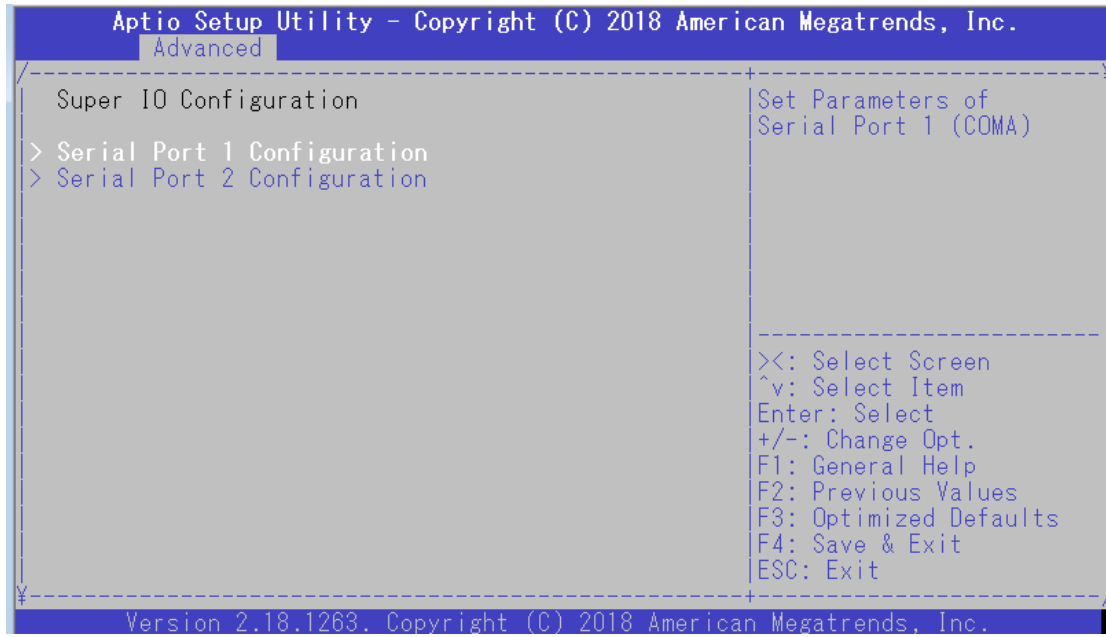 Aptio Setup Utility - Copyright (C) 2018 American Megatrends, Inc.
Advanced
Super IO Configuration
> Serial Port 1 Configuration
> Serial Port 2 Configuration
Set Parameters of
Serial Port 1 (COMA)
><: Select Screen
^v: Select Item
Enter: Select
+/-: Change Opt.
F1: General Help
F2: Previous Values
F3: Optimized Defaults
F4: Save & Exit
ESC: Exit
Version 2.18.1263. Copyright (C) 2018 American Megatrends, Inc.